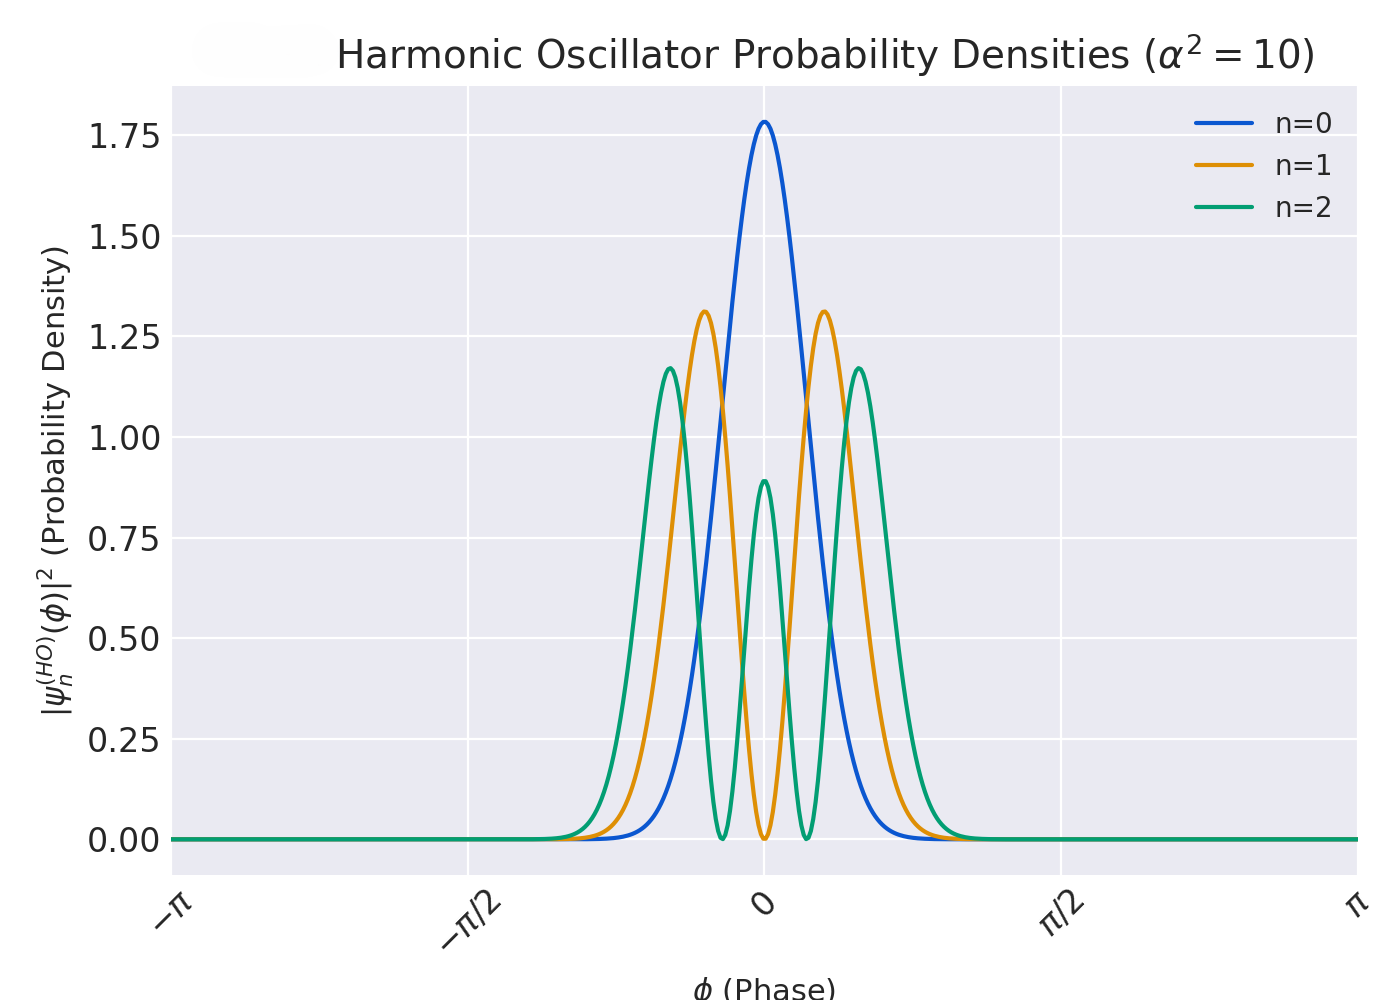 Harmonic Oscillator Probability Densities (α² = 10)
n=0
n=1
n=2
|ψₙ⁽ᴴᴼ⁾(ϕ)|² (Probability Density)
1.75
1.50
1.25
1.00
0.75
0.50
0.25
0.00
−π
−π/2
0
π/2
π
ϕ (Phase)